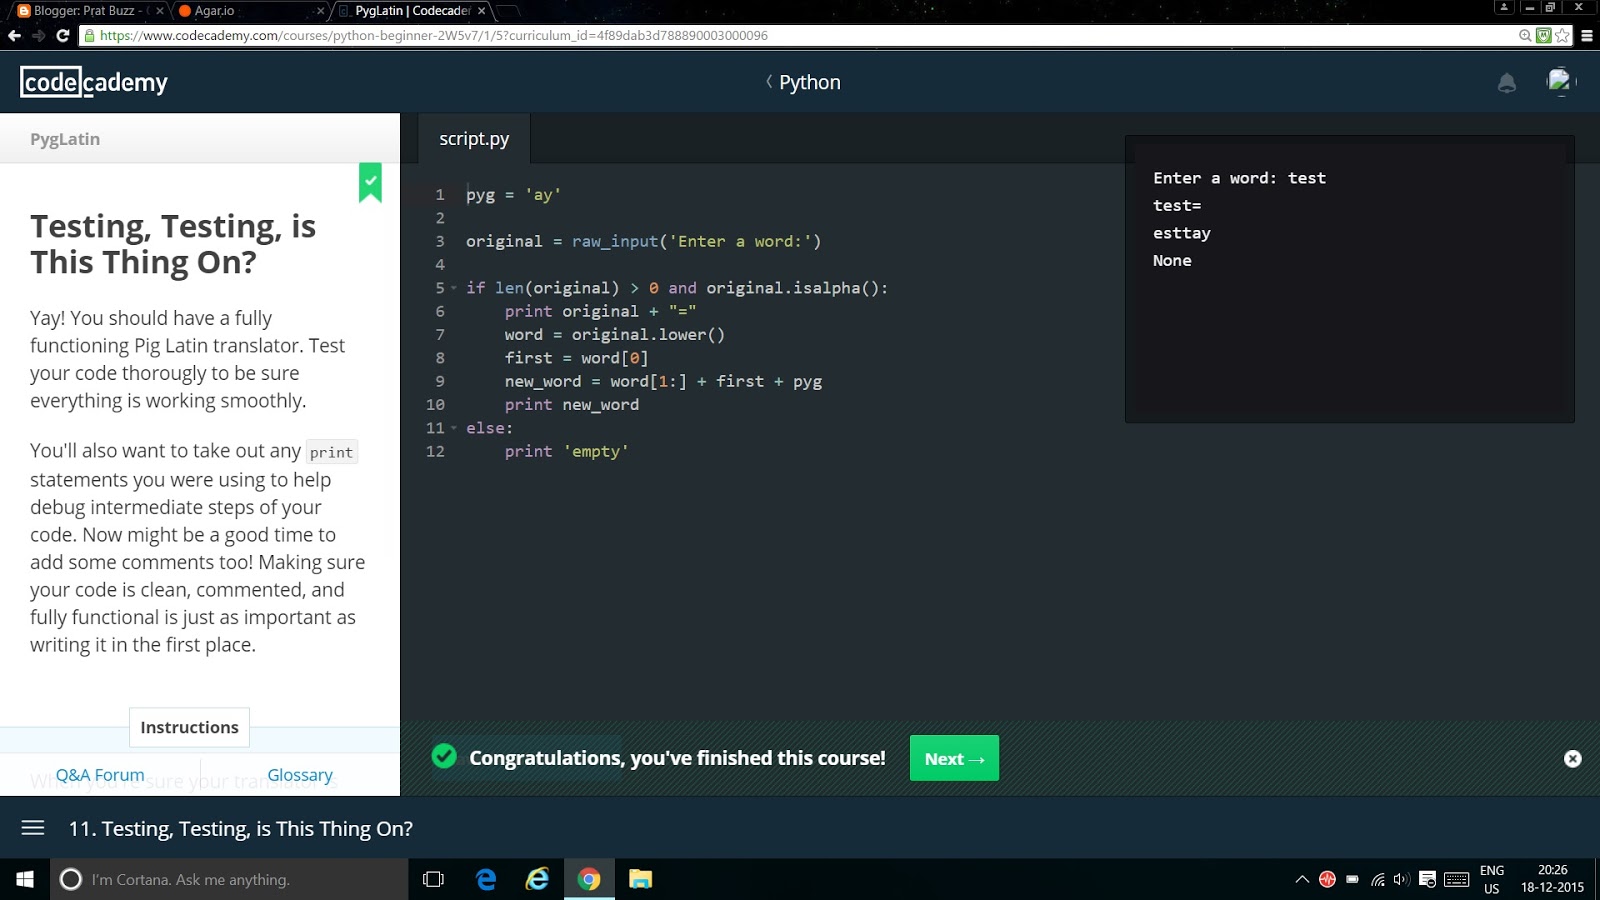 Blogger: Prat Buzz - 
Agar.io
PygLatin | Codecade
https://www.codecademy.com/courses/python-beginner-2W5v7/1/5?curriculum_id=4f89dab3d788890003000096
codecademy
Python
PygLatin
Testing, Testing, is
This Thing On?
Yay! You should have a fully
functioning Pig Latin translator. Test
your code thorougly to be sure
everything is working smoothly.
You'll also want to take out any print
statements you were using to help
debug intermediate steps of your
code. Now might be a good time to
add some comments too! Making sure
your code is clean, commented, and
fully functional is just as important as
writing it in the first place.
Instructions
When you're sure your translator is
Q&A Forum
Glossary
script.py
1 pyg = 'ay'
2
3 original = raw_input('Enter a word:')
4
5 if len(original) > 0 and original.isalpha():
6 print original + "="
7 word = original.lower()
8 first = word[0]
9 new_word = word[1:] + first + pyg
10 print new_word
11 else:
12 print 'empty'
Enter a word: test
test=
esttay
None
Congratulations, you've finished this course!
Next →
11. Testing, Testing, is This Thing On?
I'm Cortana. Ask me anything.
ENG
US
20:26
18-12-2015